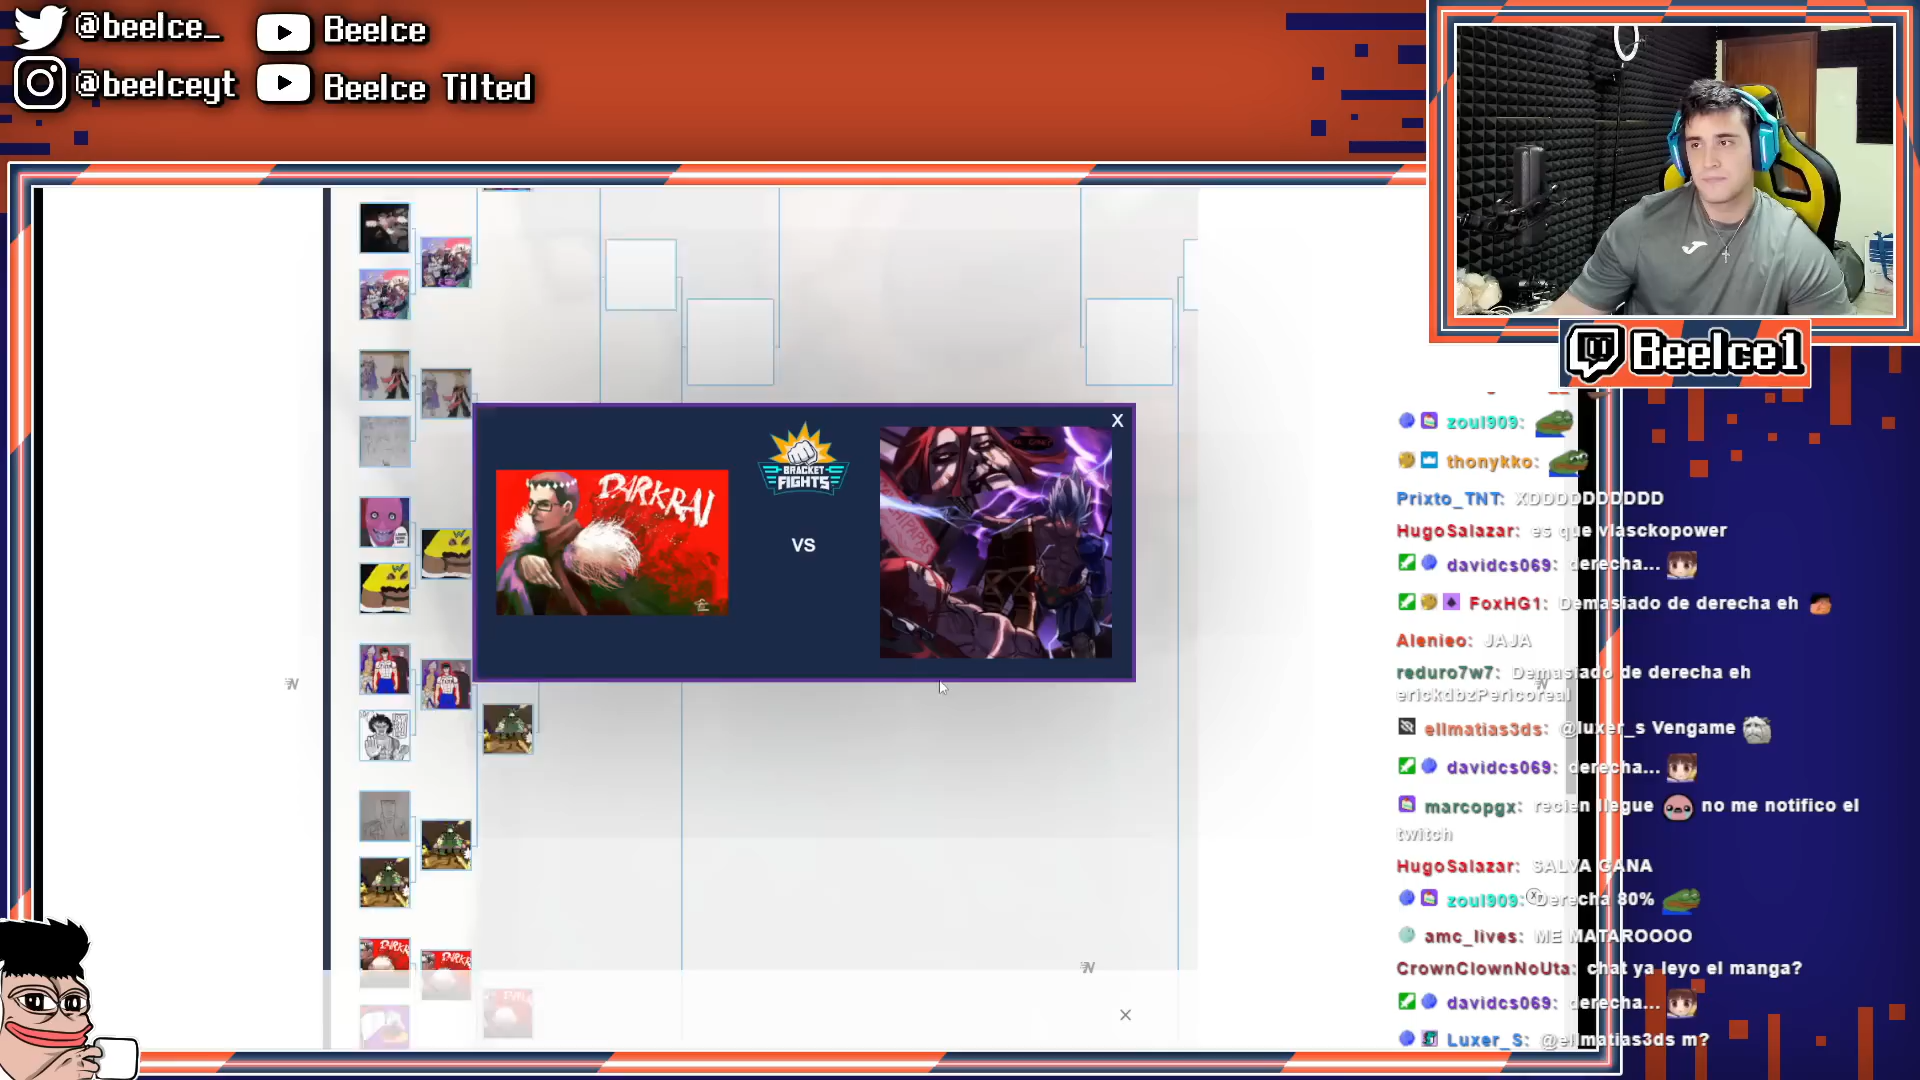 @beelce_
Beelce
@beelceyt
Beelce Tilted
Beelce1
DARKRAI
BRACKET
FIGHTS
VS
X
zoul909:
thonykko:
Prixto_TNT: XDDDDDDDDDD
HugoSalazar: es que vlasckopower
davidcs069: derecha...
FoxHG1: Demasiado de derecha eh
Alenieo: JAJA
reduro7w7: Demasiado de derecha eh
erickdbzPericoreal
ellmatias3ds: @luxer_s Vengame
davidcs069: derecha...
marcopgx: recien llegue no me notifico el
twitch
HugoSalazar: SALVA GANA
zoul909: Derecha 80%
amc_lives: ME MATAROOOO
CrownClownNoUta: chat ya leyo el manga?
davidcs069: derecha...
Luxer_S: @ellmatias3ds m?